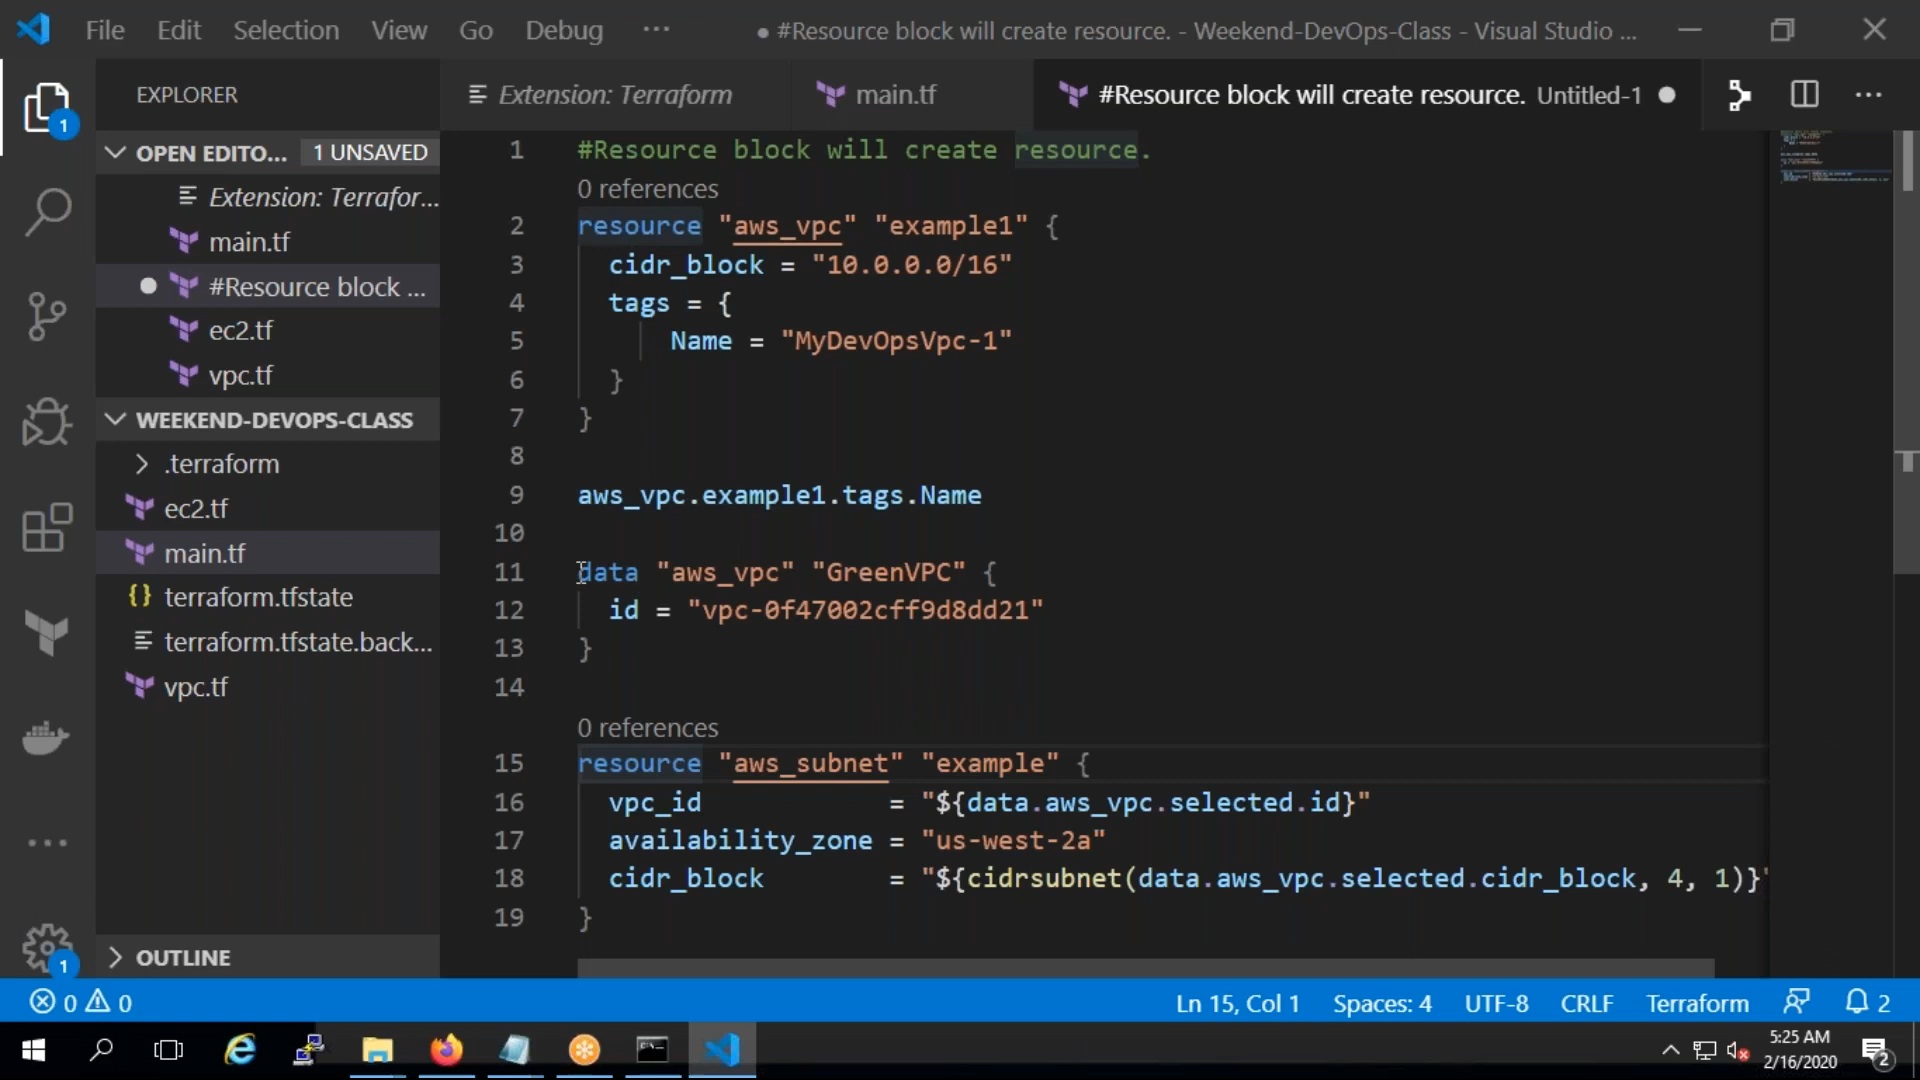 File Edit Selection View Go Debug ··· ● #Resource block will create resource. - Weekend-DevOps-Class - Visual Studio ...
EXPLORER
Extension: Terraform main.tf #Resource block will create resource. Untitled-1
OPEN EDITO... 1 UNSAVED
Extension: Terrafor...
main.tf
#Resource block ...
ec2.tf
vpc.tf
WEEKEND-DEVOPS-CLASS
.terraform
ec2.tf
main.tf
{} terraform.tfstate
terraform.tfstate.back...
vpc.tf
OUTLINE
1
1
1 #Resource block will create resource.
0 references
2 resource "aws_vpc" "example1" {
3 cidr_block = "10.0.0.0/16"
4 tags = {
5 Name = "MyDevOpsVpc-1"
6 }
7 }
8
9 aws_vpc.example1.tags.Name
10
11 data "aws_vpc" "GreenVPC" {
12 id = "vpc-0f47002cff9d8dd21"
13 }
14
0 references
15 resource "aws_subnet" "example" {
16 vpc_id = "${data.aws_vpc.selected.id}"
17 availability_zone = "us-west-2a"
18 cidr_block = "${cidrsubnet(data.aws_vpc.selected.cidr_block, 4, 1)}"
19 }
0 0 Ln 15, Col 1 Spaces: 4 UTF-8 CRLF Terraform 2
5:25 AM
2/16/2020
2